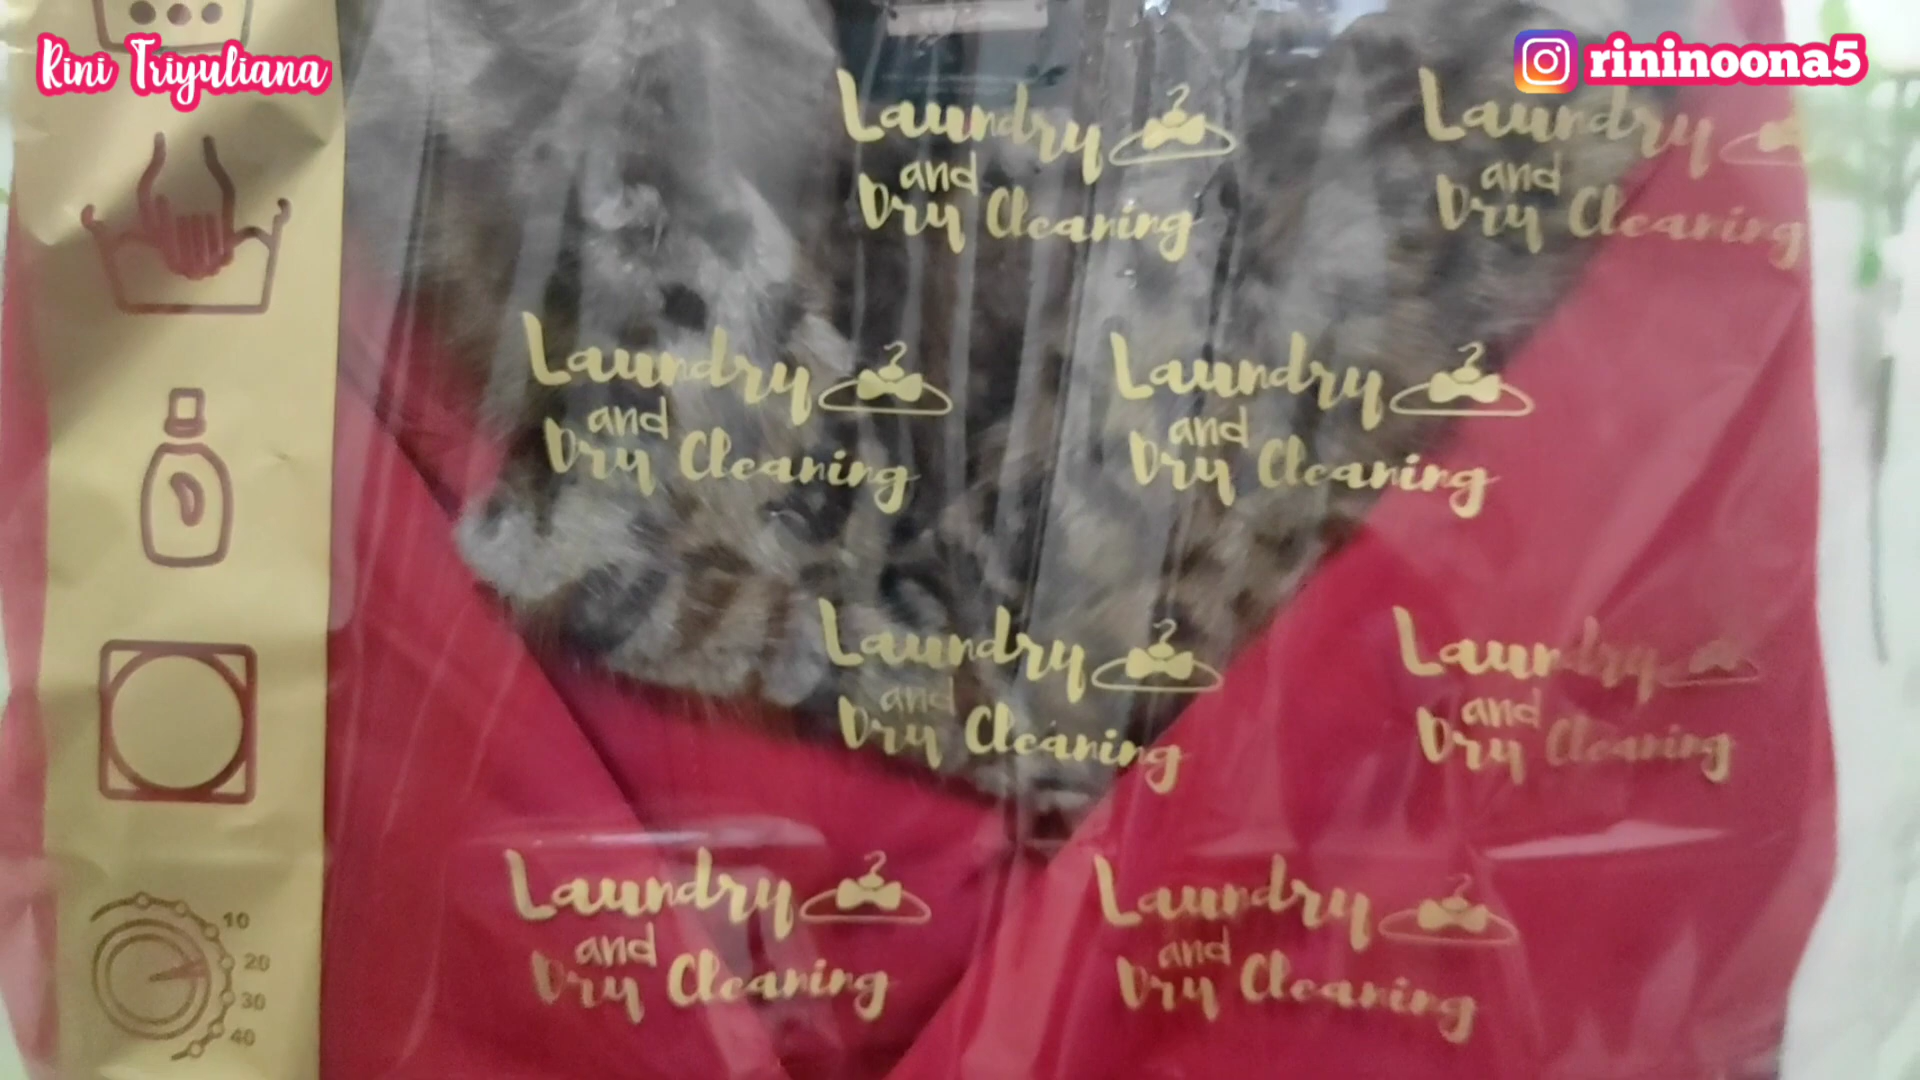 Rini Triyuliana
rininoona5
Laundry
and
Dry Cleaning
Laundry
and
Dry Cleaning
Laundry
and
Dry Cleaning
Laundry
and
Dry Cleaning
Laundry
and
Dry Cleaning
Laundry
and
Dry Cleaning
Laundry
and
Dry Cleaning
Laundry
and
Dry Cleaning
10
20
30
40